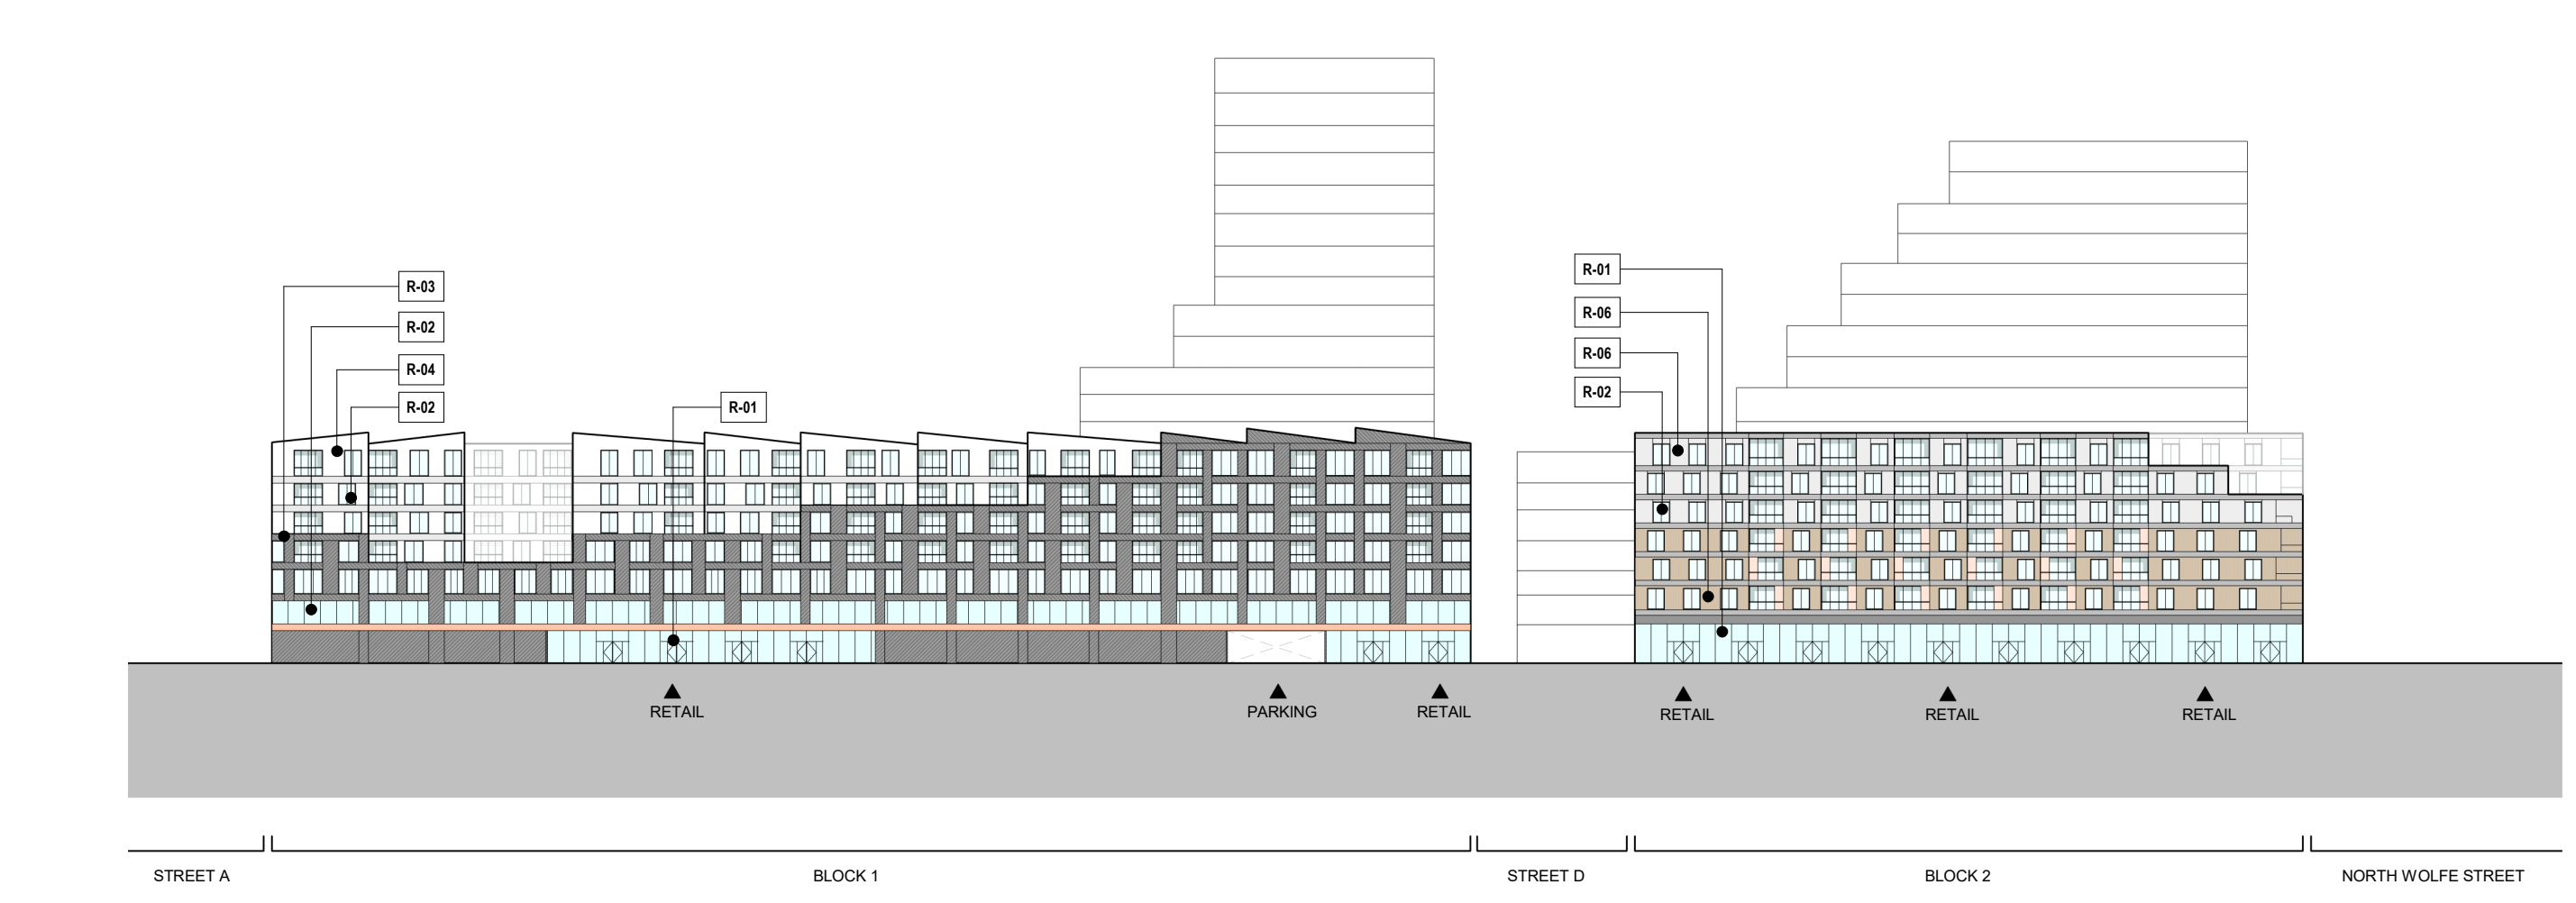 R-03
R-02
R-04
R-02
R-01
R-01
R-06
R-06
R-02
RETAIL
PARKING
RETAIL
RETAIL
RETAIL
RETAIL
STREET A
BLOCK 1
STREET D
BLOCK 2
NORTH WOLFE STREET